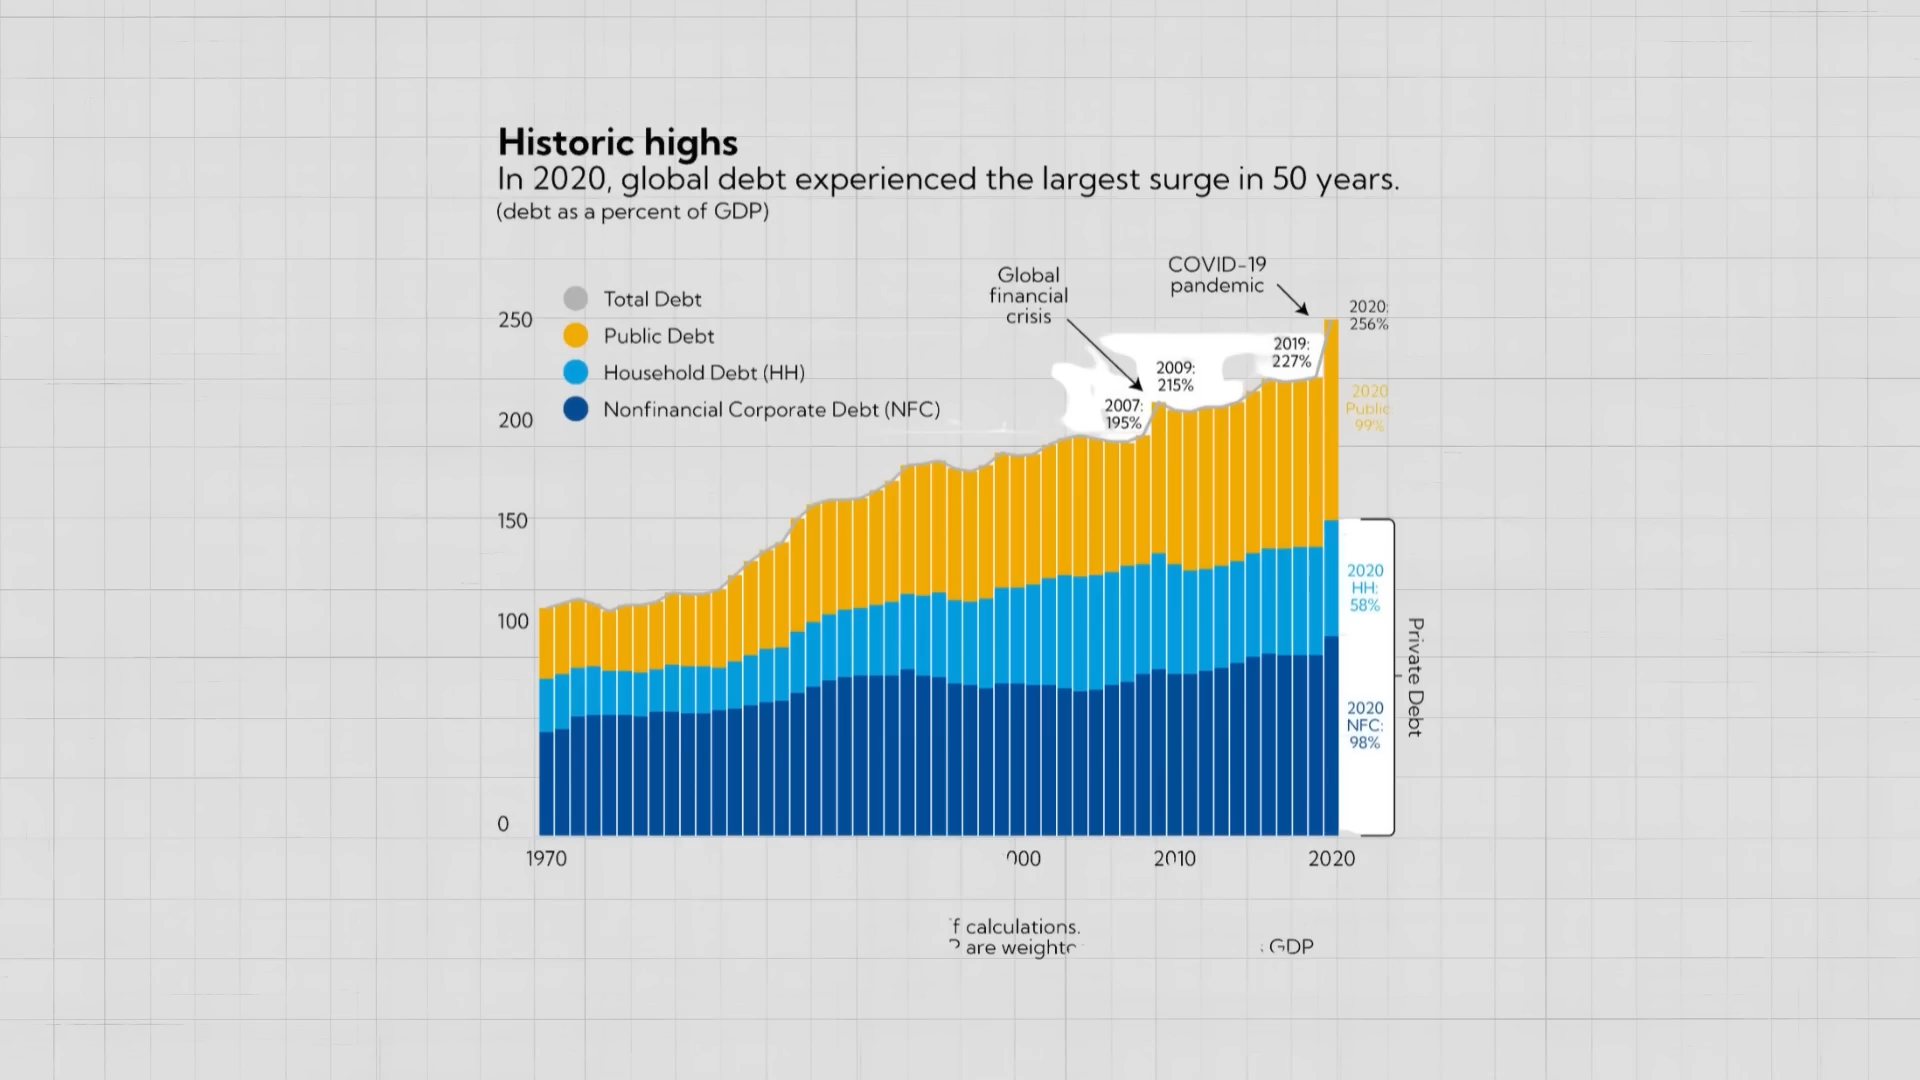 Historic highs
In 2020, global debt experienced the largest surge in 50 years.
(debt as a percent of GDP)
Total Debt
Public Debt
Household Debt (HH)
Nonfinancial Corporate Debt (NFC)
Global
financial
crisis
COVID-19
pandemic
2007:
195%
2009:
215%
2019:
227%
2020:
256%
2020
Public
99%
2020
HH:
58%
2020
NFC:
98%
Private Debt
250
200
150
100
0
1970
2010
2020
calculations.
are
GDP